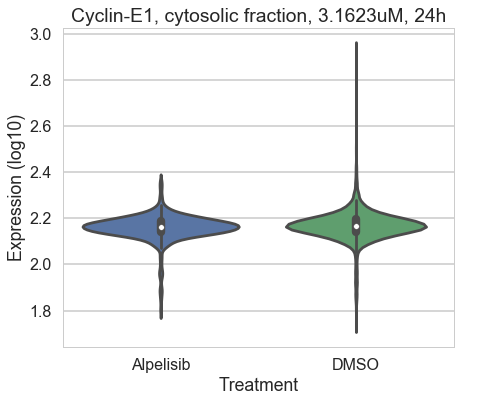 Cyclin-E1, cytosolic fraction, 3.1623uM, 24h
3.0
2.8
2.6
2.4
2.2
2.0
1.8
Expression (log10)
Alpelisib DMSO
Treatment